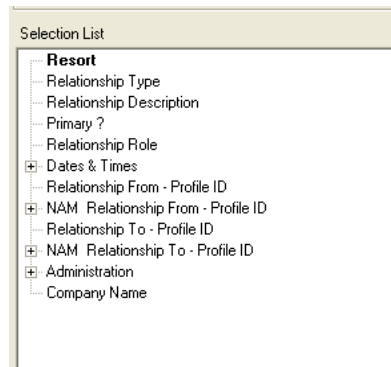 Selection List
Resort
Relationship Type
Relationship Description
Primary ?
Relationship Role
Dates & Times
Relationship From - Profile ID
NAM  Relationship From - Profile ID
Relationship To - Profile ID
NAM  Relationship To - Profile ID
Administration
Company Name